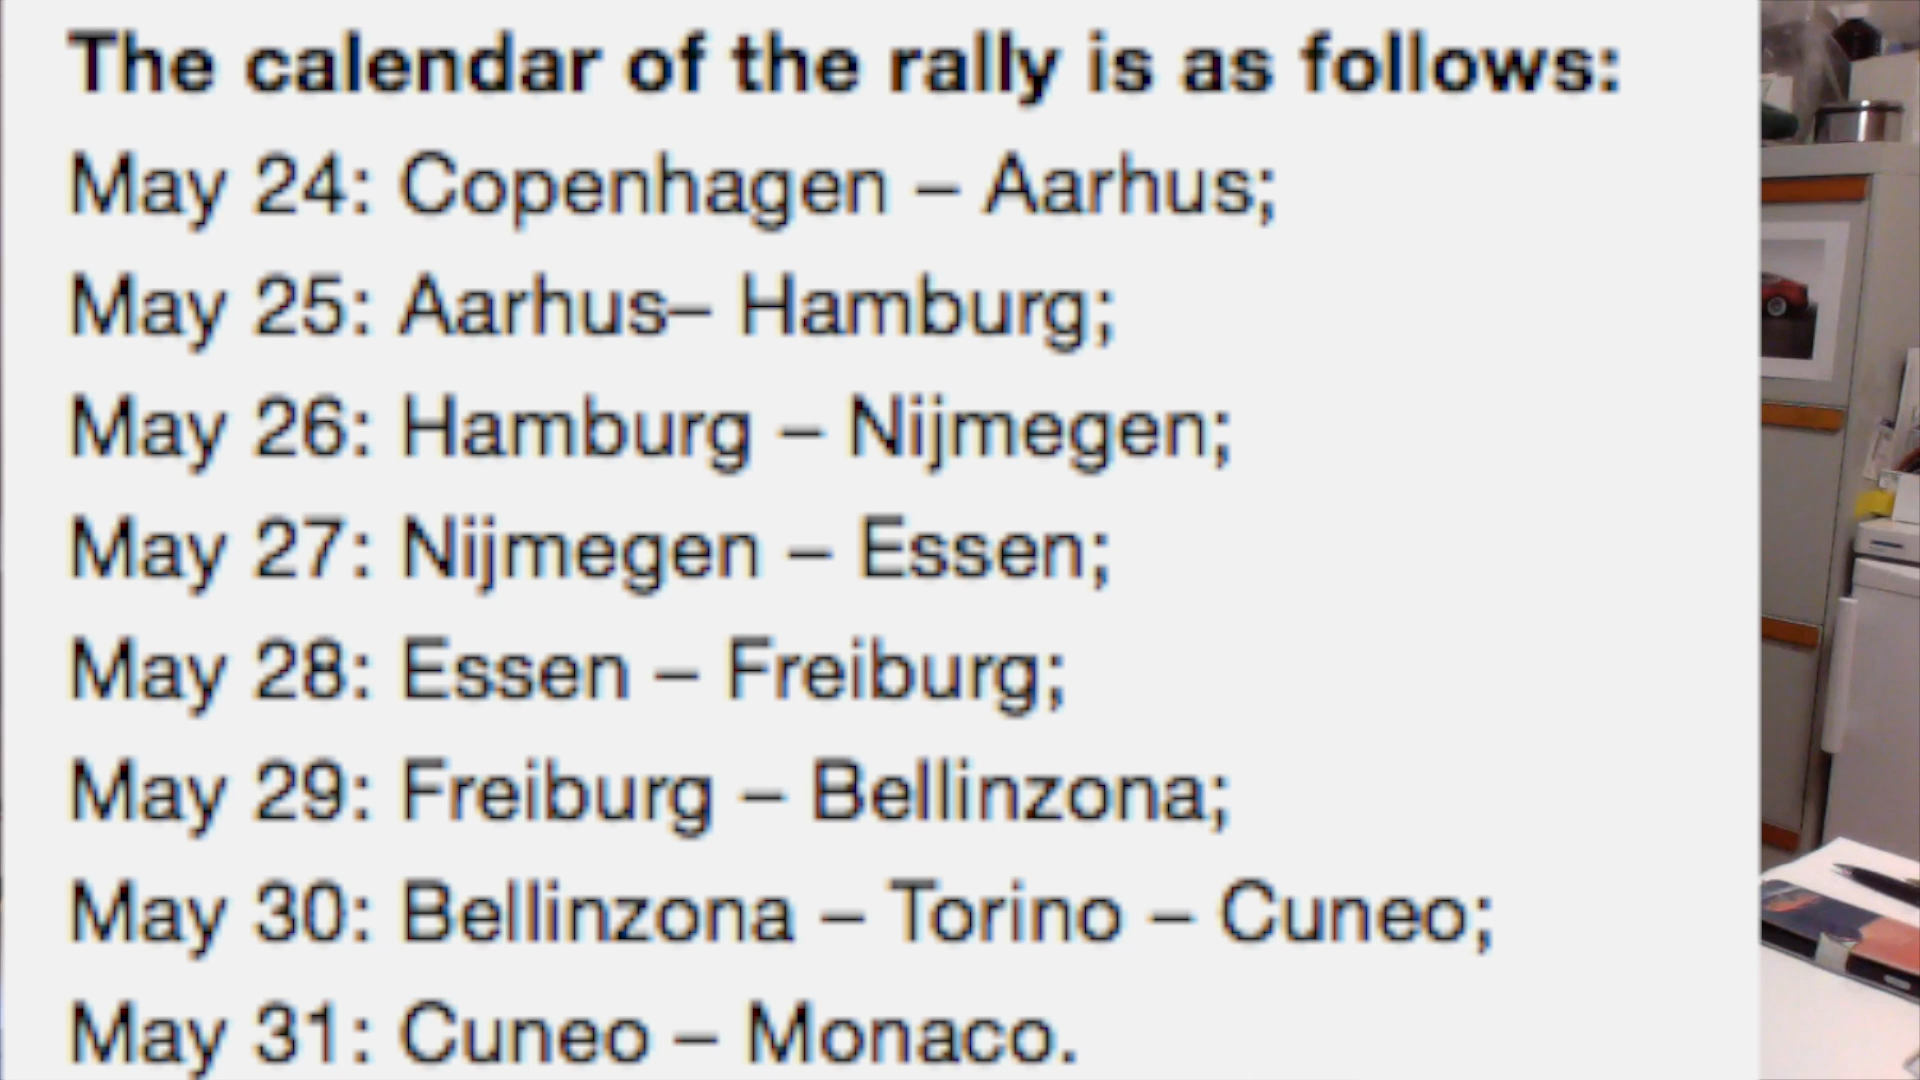 The calendar of the rally is as follows:
May 24: Copenhagen – Aarhus;
May 25: Aarhus– Hamburg;
May 26: Hamburg – Nijmegen;
May 27: Nijmegen – Essen;
May 28: Essen – Freiburg;
May 29: Freiburg – Bellinzona;
May 30: Bellinzona – Torino – Cuneo;
May 31: Cuneo – Monaco.